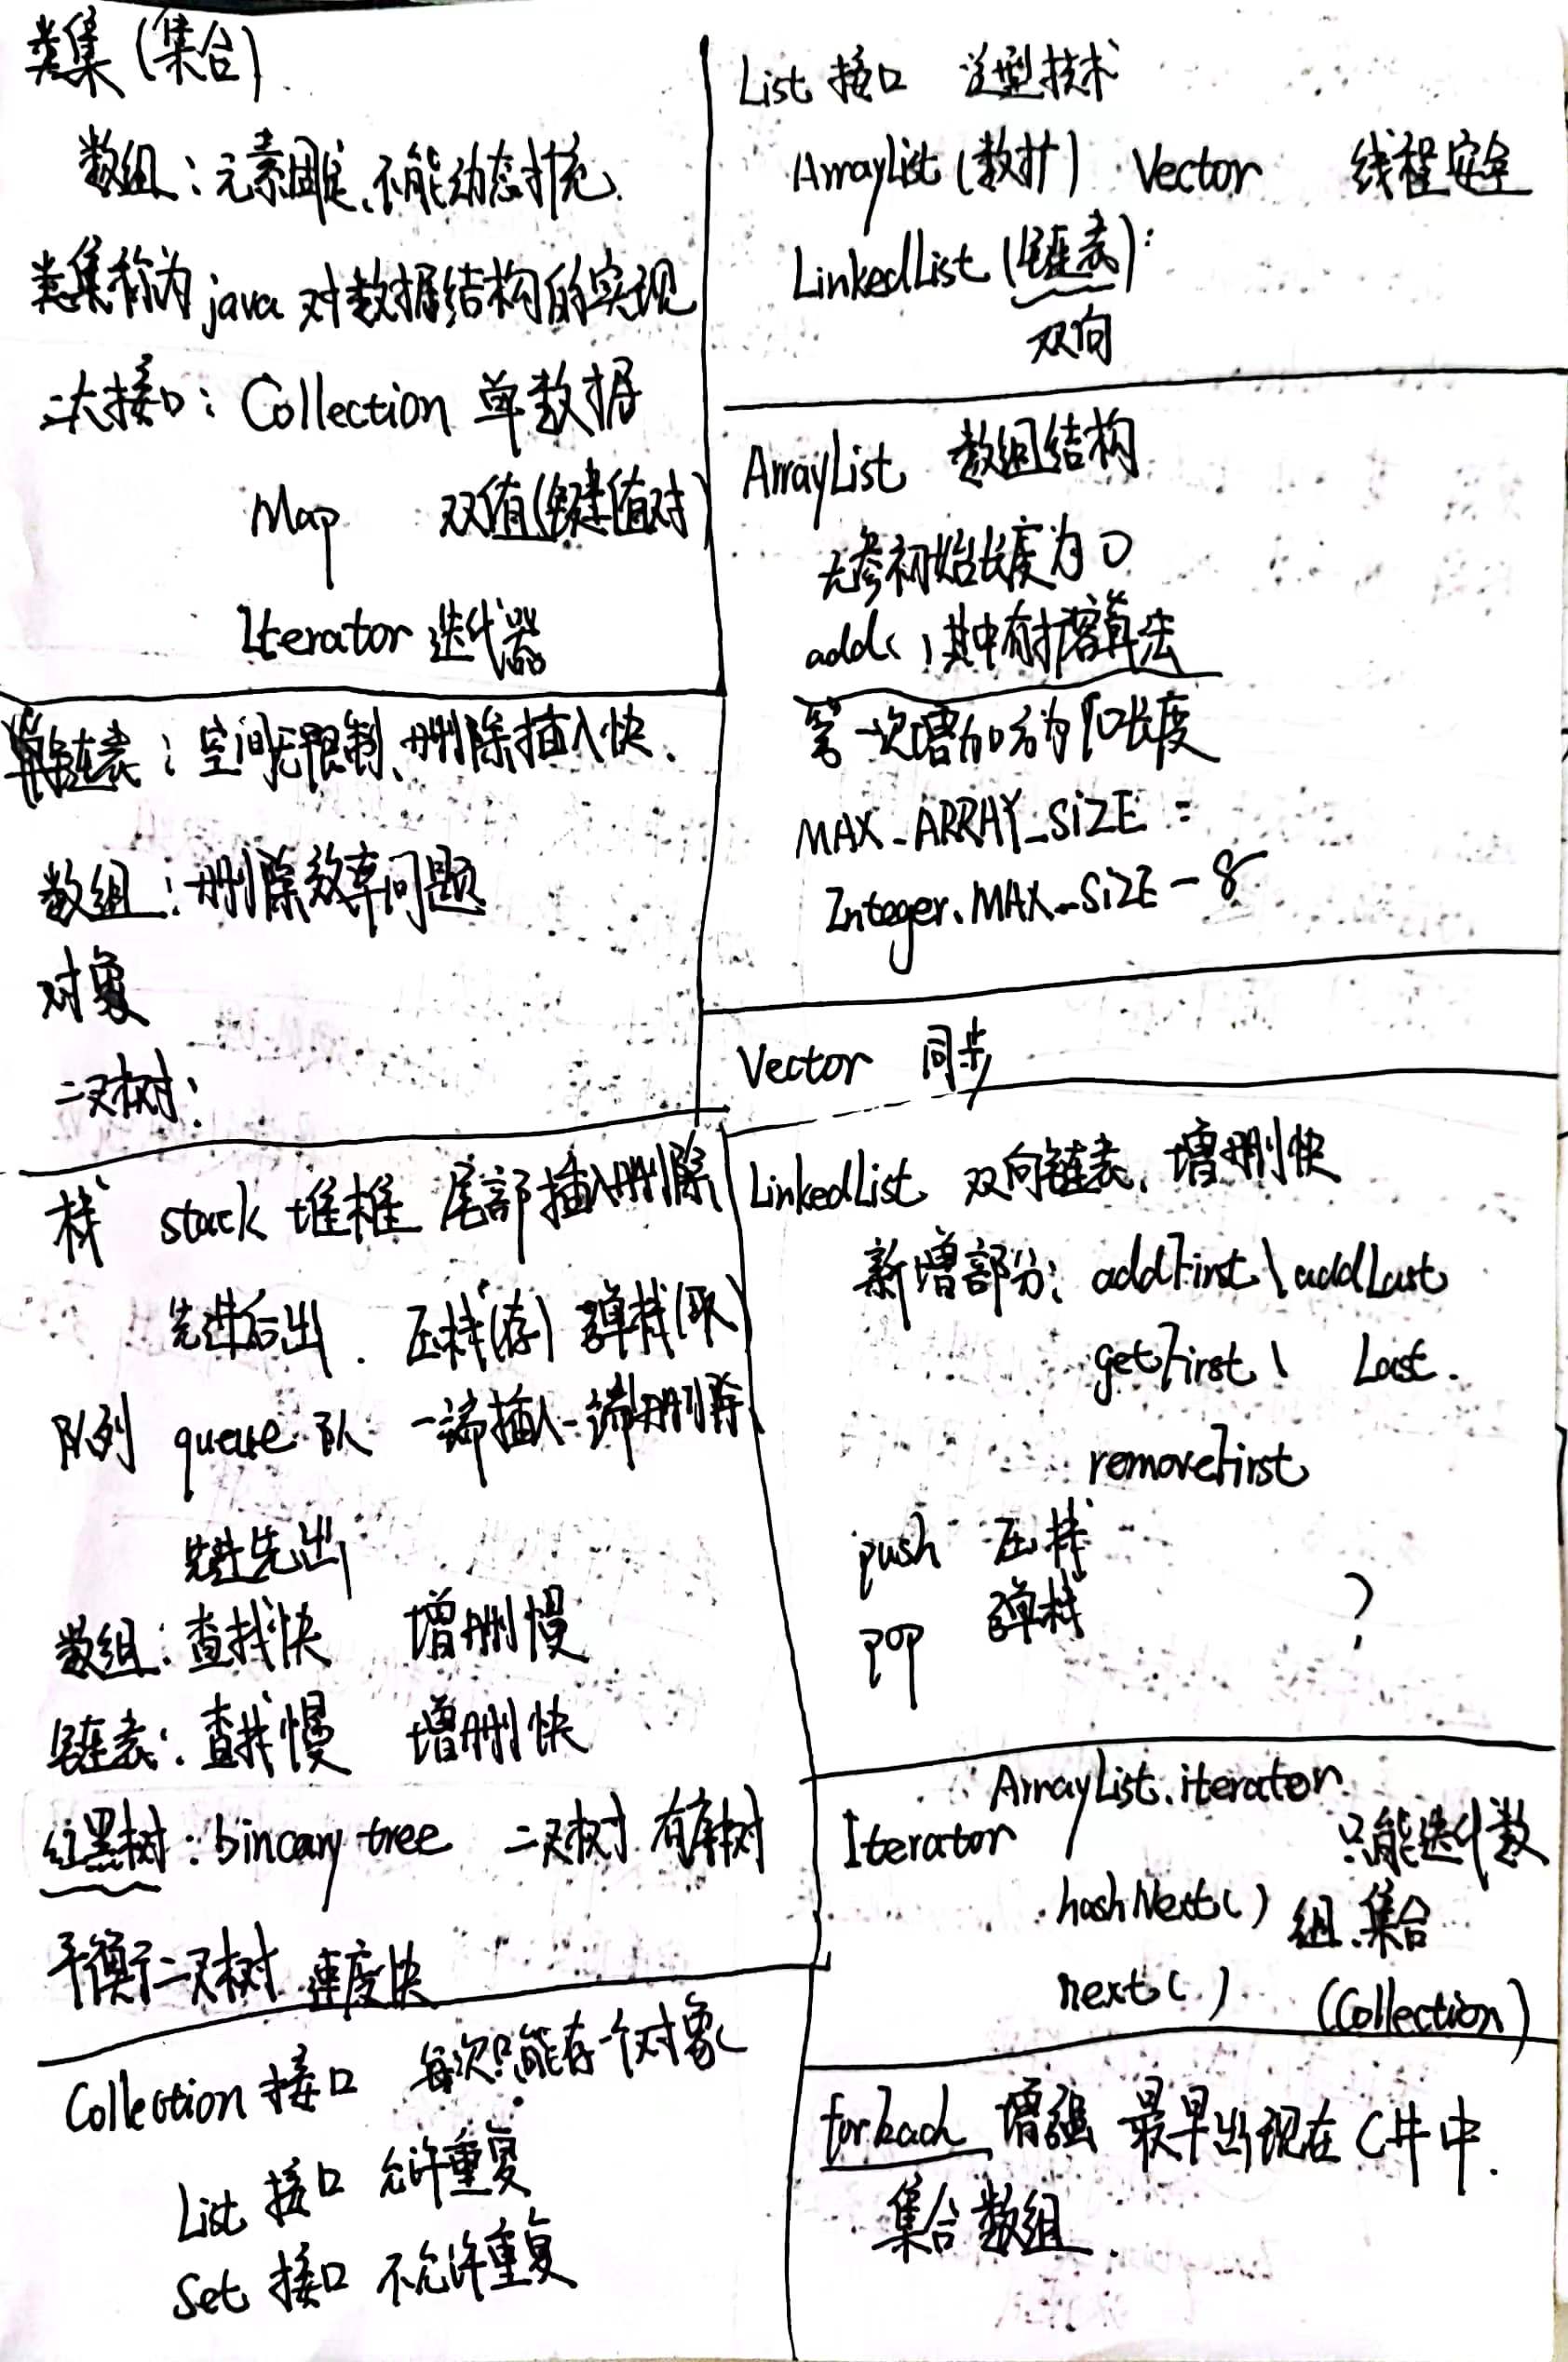 类集(集合)
数组:元素固定、不能动态扩充.
类集称为java对数据结构的实现
三大接口:Collection 单数据
Map 双值(键值对)
Iterator 迭代器
链表:空间无限制、删除插入快.
数组:删除效率问题
对象
二叉树:
栈 stack 堆栈 尾部插入删除
先进后出. 压栈(存) 弹栈(取)
队列 queue 队 一端插入一端删除
先进先出
数组:查找快 增删慢
链表:查找慢 增删快
红黑树:bincary tree 二叉树 有序树
平衡二叉树 速度快
Collection 接口 每次只能存一个对象
List 接口 允许重复
Set 接口 不允许重复
List 接口 泛型技术
ArrayList(数扩) Vector 线程安全
LinkedList(链表):
双向
ArrayList 数组结构
无参初始长度为0
add()其中有扩容算法
第一次增加后为10长度
MAX_ARRAY_SIZE =
Integer.MAX_SIZE - 8
Vector 同步
LinkedList 双向链表、增删快
新增部分:addFirst\addLast
getFirst\ Last.
removeFirst
push 压栈
pop 弹栈 ?
ArrayList.iterator
Iterator 只能迭代数
hashNext() 组.集合
next() (Collection)
forEach 增强 最早出现在C#中.
集合 数组.